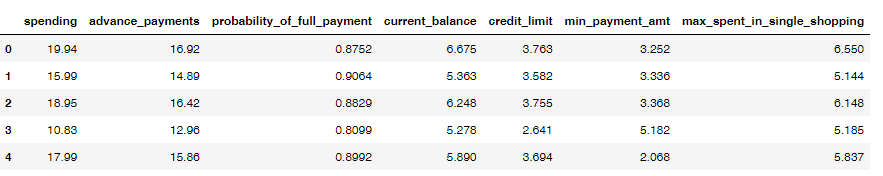 spending advance_payments probability_of_full_payment current_balance credit_limit min_payment_amt max_spent_in_single_shopping
0 19.94 16.92 0.8752 6.675 3.763 3.252 6.550
1 15.99 14.89 0.9064 5.363 3.582 3.336 5.144
2 18.95 16.42 0.8829 6.248 3.755 3.368 6.148
3 10.83 12.96 0.8099 5.278 2.641 5.182 5.185
4 17.99 15.86 0.8992 5.890 3.694 2.068 5.837